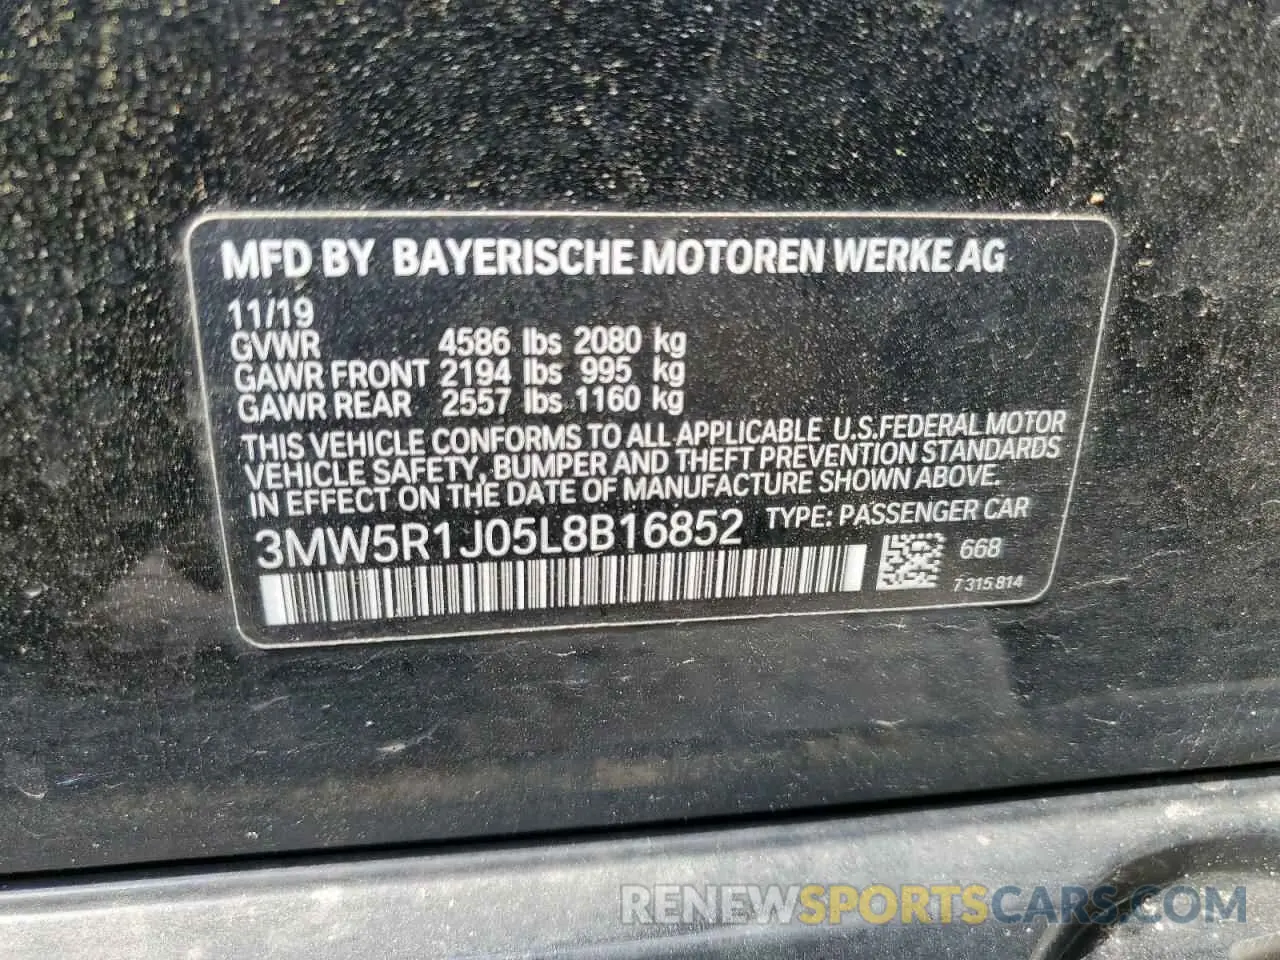 MFD BY BAYERISCHE MOTOREN WERKE AG
11/19
GVWR 4586 lbs 2080 kg
GAWR FRONT 2194 lbs 995 kg
GAWR REAR 2557 lbs 1160 kg
THIS VEHICLE CONFORMS TO ALL APPLICABLE U.S.FEDERAL MOTOR
VEHICLE SAFETY, BUMPER AND THEFT PREVENTION STANDARDS
IN EFFECT ON THE DATE OF MANUFACTURE SHOWN ABOVE.
3MW5R1J05L8B16852 TYPE: PASSENGER CAR
668
7 315 814
RENEWSPORTSCARS.COM